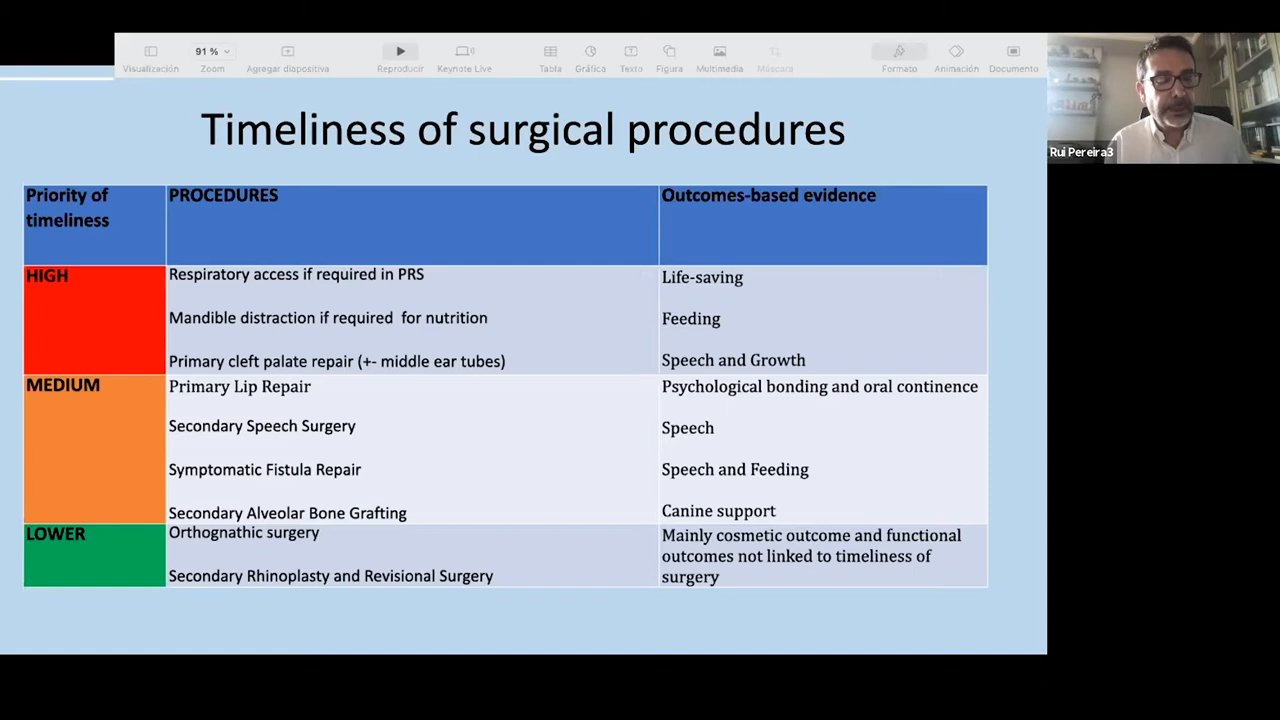 91 %
Visualización
Zoom
Agregar diapositiva
Reproducir
Keynote Live
Tabla
Gráfico
Texto
Figura
Multimedia
Máscara
Formato
Animación
Documento
Rui Pereira3
Timeliness of surgical procedures
Priority of
timeliness
PROCEDURES
Outcomes-based evidence
HIGH
Respiratory access if required in PRS
Life-saving
Mandible distraction if required for nutrition
Feeding
Primary cleft palate repair (+- middle ear tubes)
Speech and Growth
MEDIUM
Primary Lip Repair
Psychological bonding and oral continence
Secondary Speech Surgery
Speech
Symptomatic Fistula Repair
Speech and Feeding
Secondary Alveolar Bone Grafting
Canine support
LOWER
Orthognathic surgery
Secondary Rhinoplasty and Revisional Surgery
Mainly cosmetic outcome and functional
outcomes not linked to timeliness of
surgery